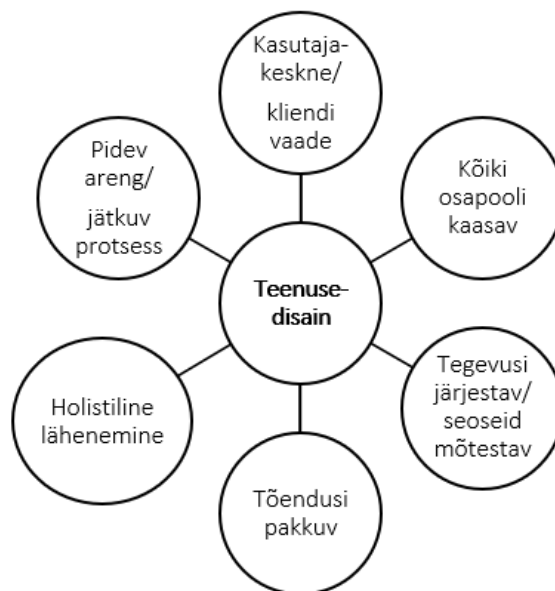 Kasutaja-
keskne/
kliendi
vaade
Pidev
areng/
jätkuv
protsess
Kõiki
osapooli
kaasav
Teenuse-
disain
Holistiline
lähenemine
Tegevusi
järjestav/
seoseid
mõtestav
Tõendusi
pakkuv